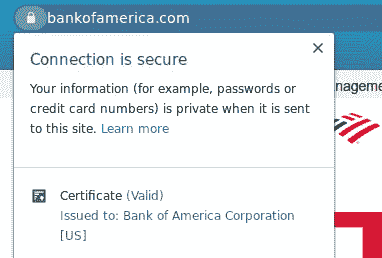 bankofamerica.com
Connection is secure
Your information (for example, passwords or
credit card numbers) is private when it is sent
to this site. Learn more
Certificate (Valid)
Issued to: Bank of America Corporation
[US]